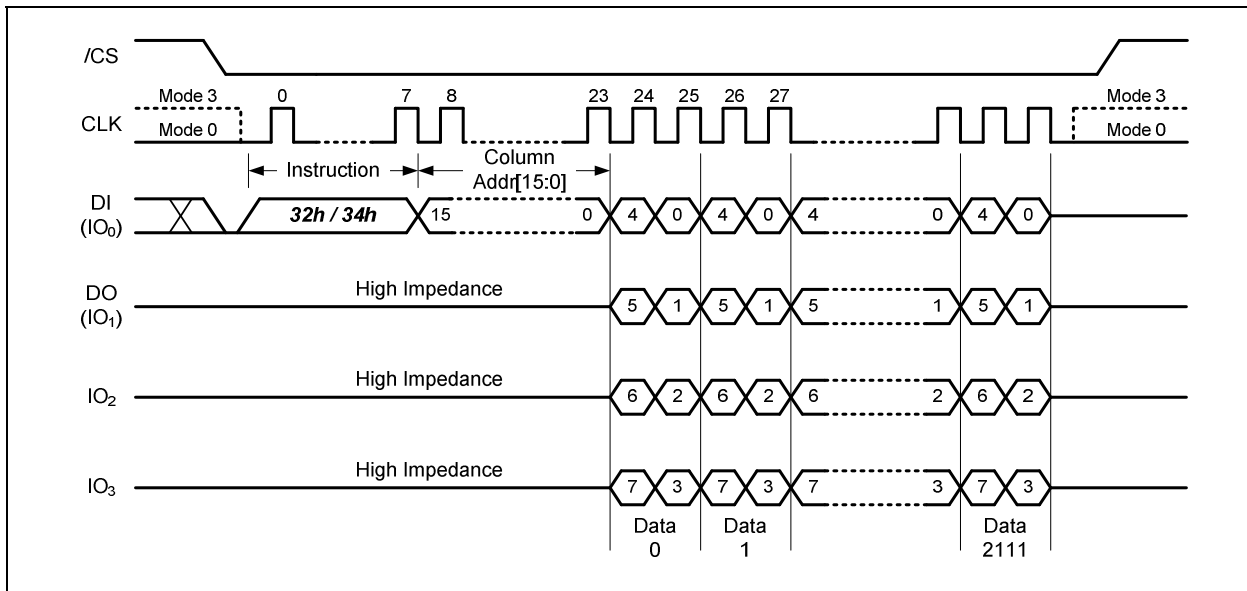 /CS
Mode 3 0 7 8 23 24 25 26 27 Mode 3
CLK Mode 0 Mode 0
Instruction Column
Addr[15:0]
DI
(IO0) 32h / 34h 15 0 4 0 4 0 4 0 4 0
DO
(IO1) High Impedance 5 1 5 1 5 1 5 1
IO2 High Impedance 6 2 6 2 6 2 6 2
IO3 High Impedance 7 3 7 3 7 3 7 3
Data Data Data
0 1 2111